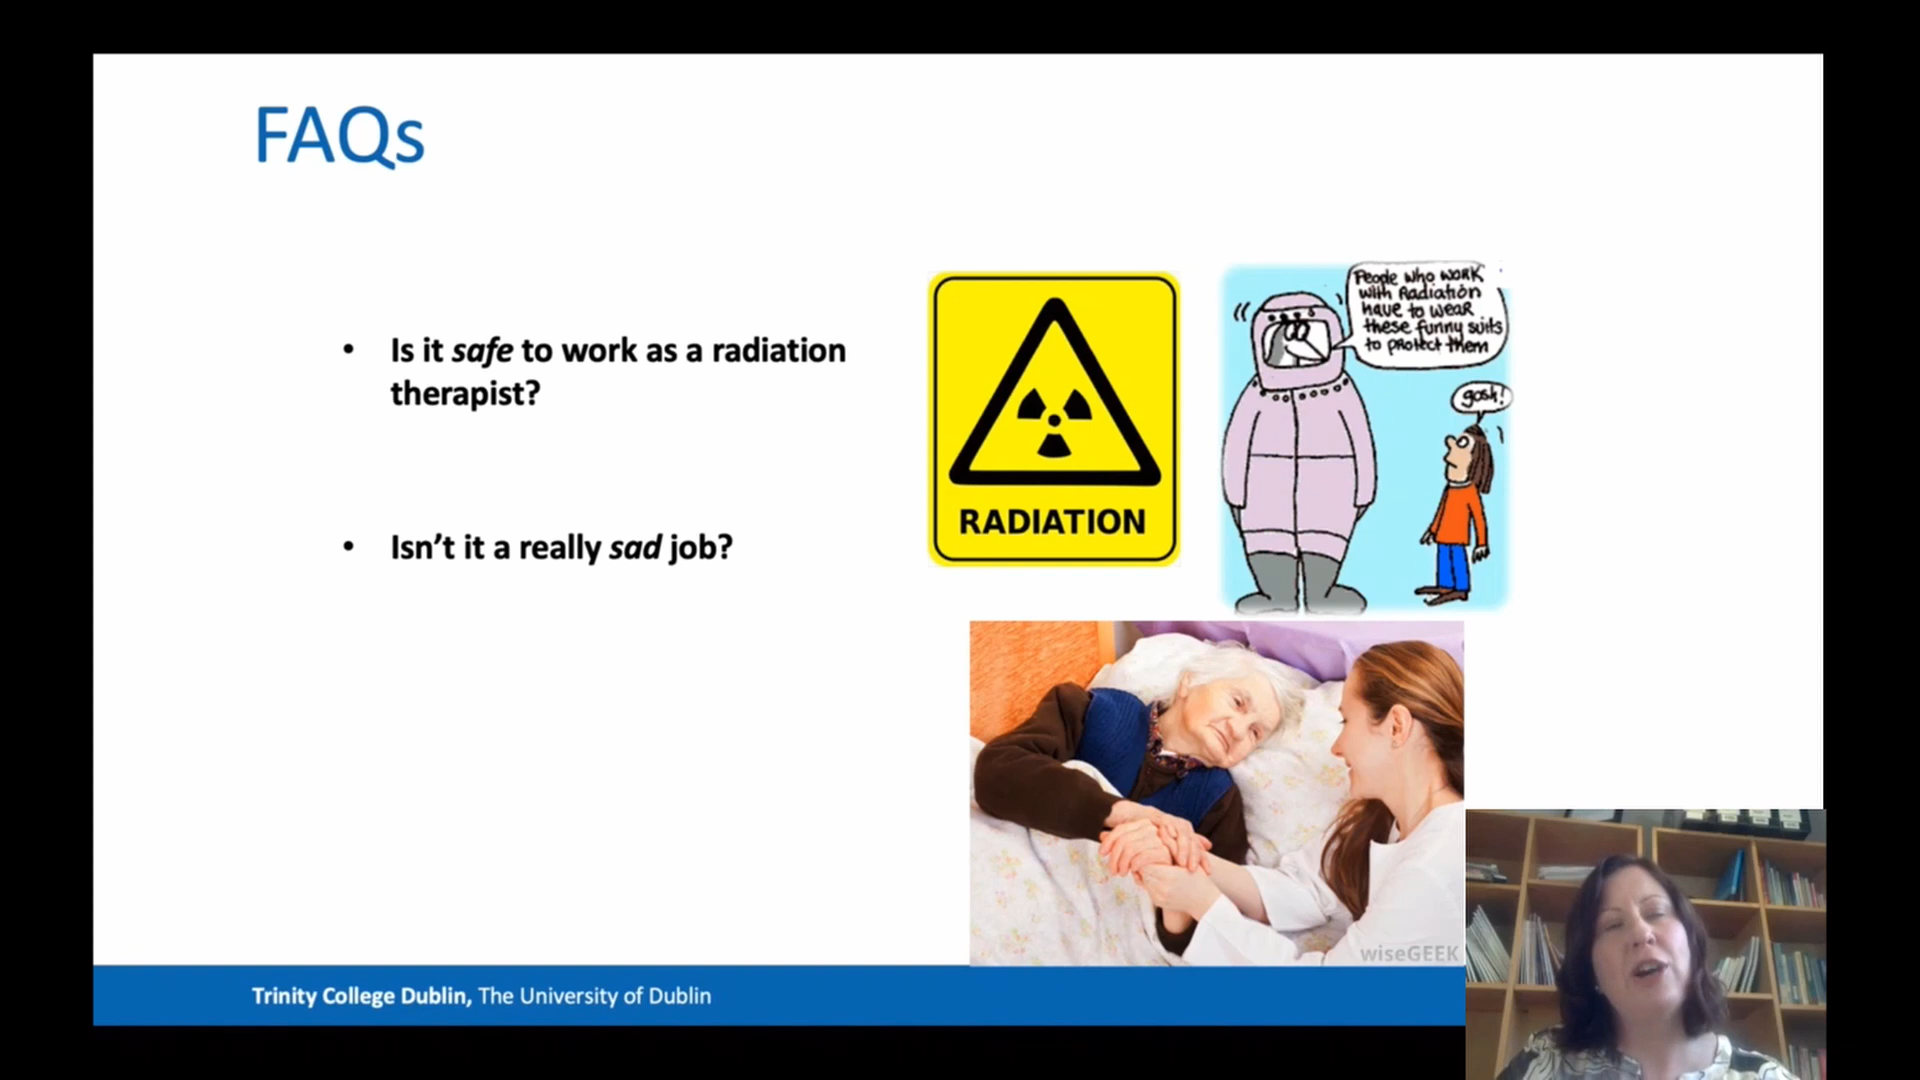 FAQs
• Is it safe to work as a radiation
therapist?
• Isn't it a really sad job?
RADIATION
People who work
with Radiation
have to wear
these funny suits
to protect them
gosh!
wiseGEEK
Trinity College Dublin, The University of Dublin